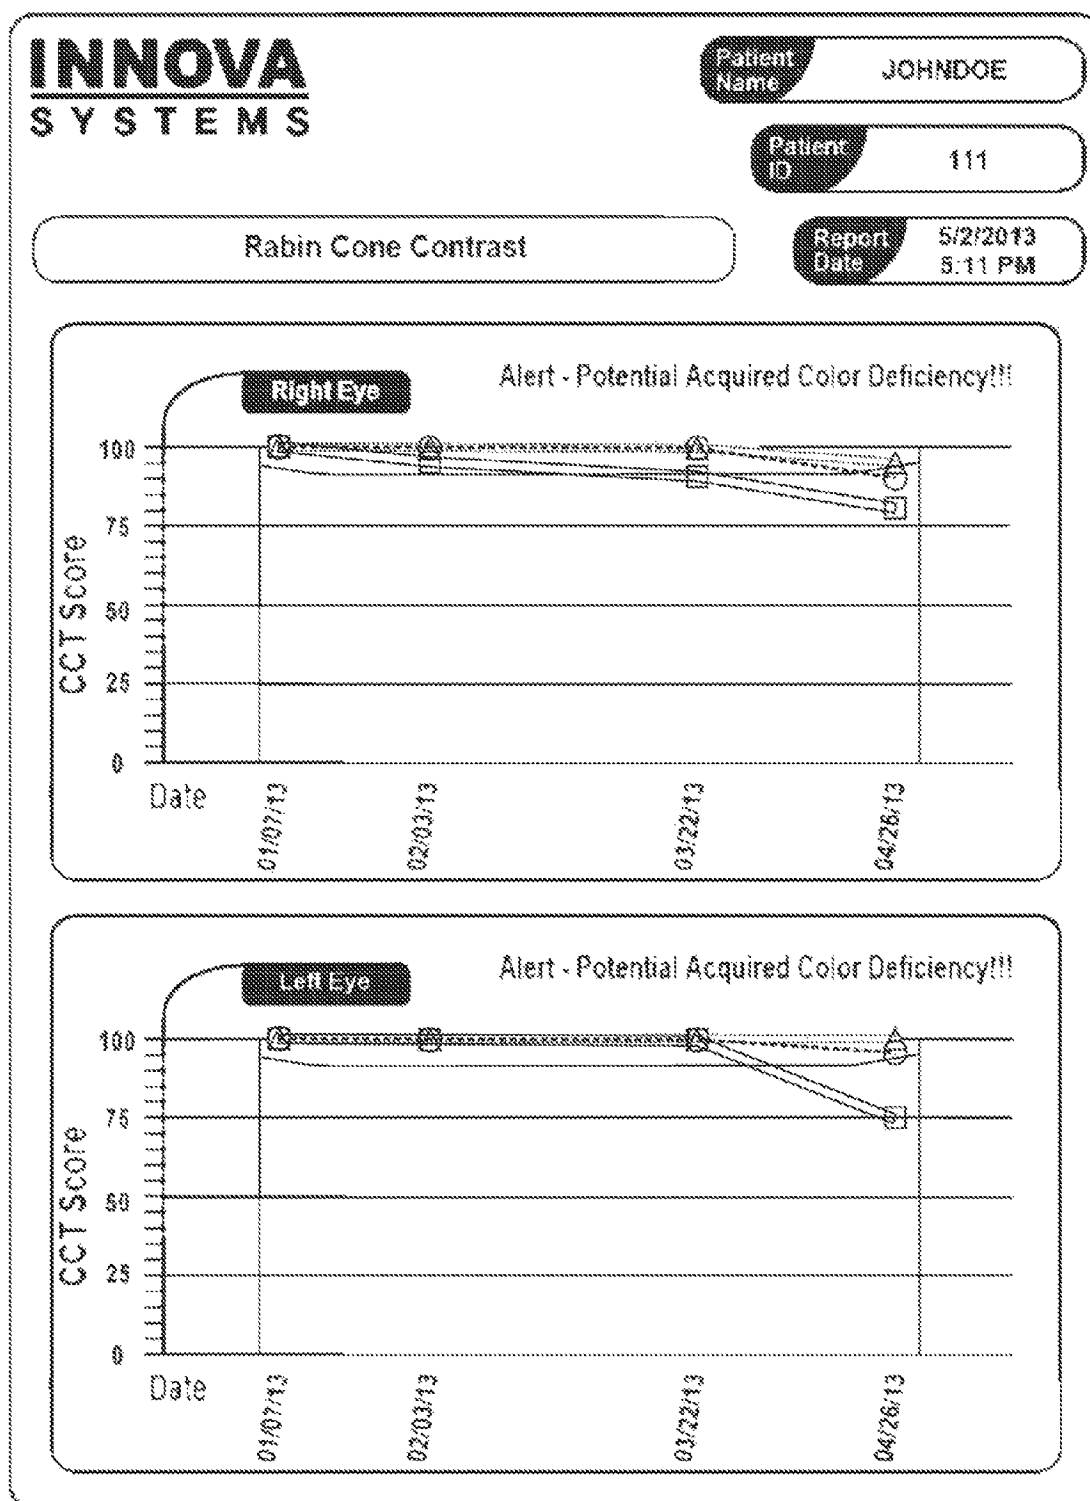 INNOVA
SYSTEMS
Patient
Name
JOHNDOE
Patient
ID
111
Rabin Cone Contrast
Report
Date
5/2/2013
5:11 PM
Right Eye
Alert - Potential Acquired Color Deficiency!!!
CCT Score
100
75
50
25
0
Date
01/07/13
02/03/13
03/22/13
04/26/13
Left Eye
Alert - Potential Acquired Color Deficiency!!!
CCT Score
100
75
50
25
0
Date
01/07/13
02/03/13
03/22/13
04/26/13